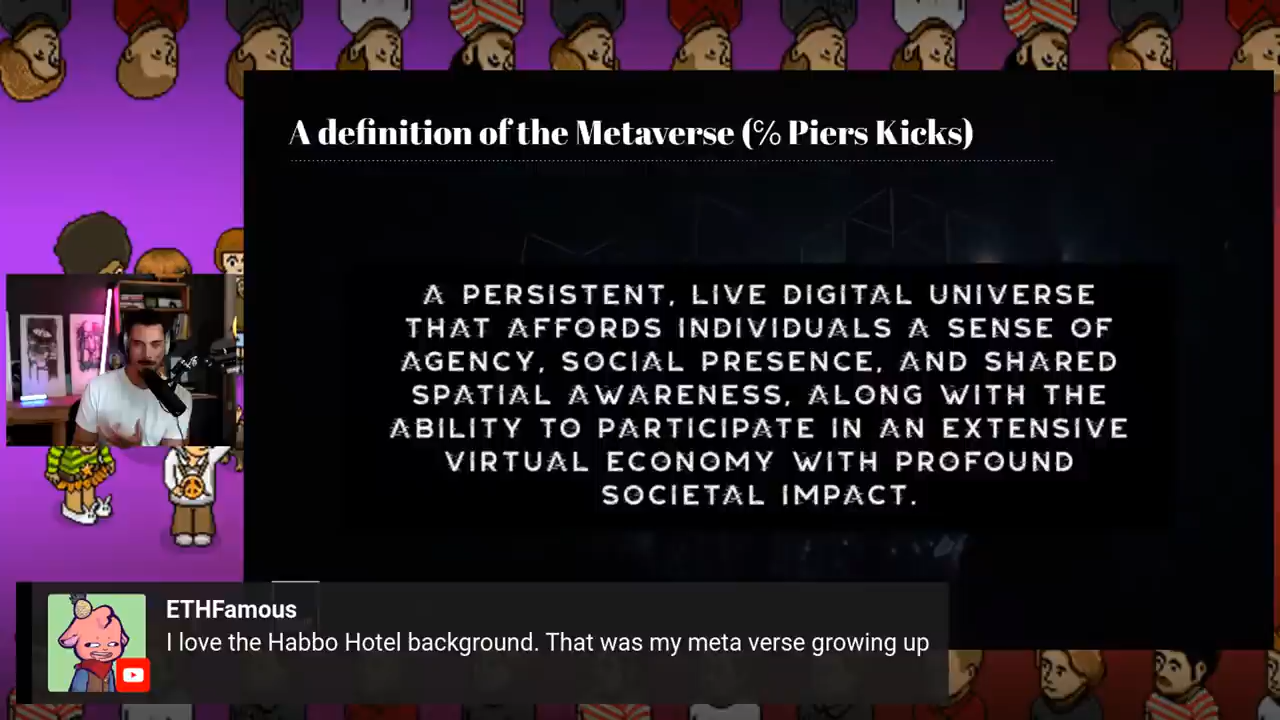 A definition of the Metaverse (℅ Piers Kicks)
A PERSISTENT, LIVE DIGITAL UNIVERSE
THAT AFFORDS INDIVIDUALS A SENSE OF
AGENCY, SOCIAL PRESENCE, AND SHARED
SPATIAL AWARENESS, ALONG WITH THE
ABILITY TO PARTICIPATE IN AN EXTENSIVE
VIRTUAL ECONOMY WITH PROFOUND
SOCIETAL IMPACT.
ETHFamous
I love the Habbo Hotel background. That was my meta verse growing up